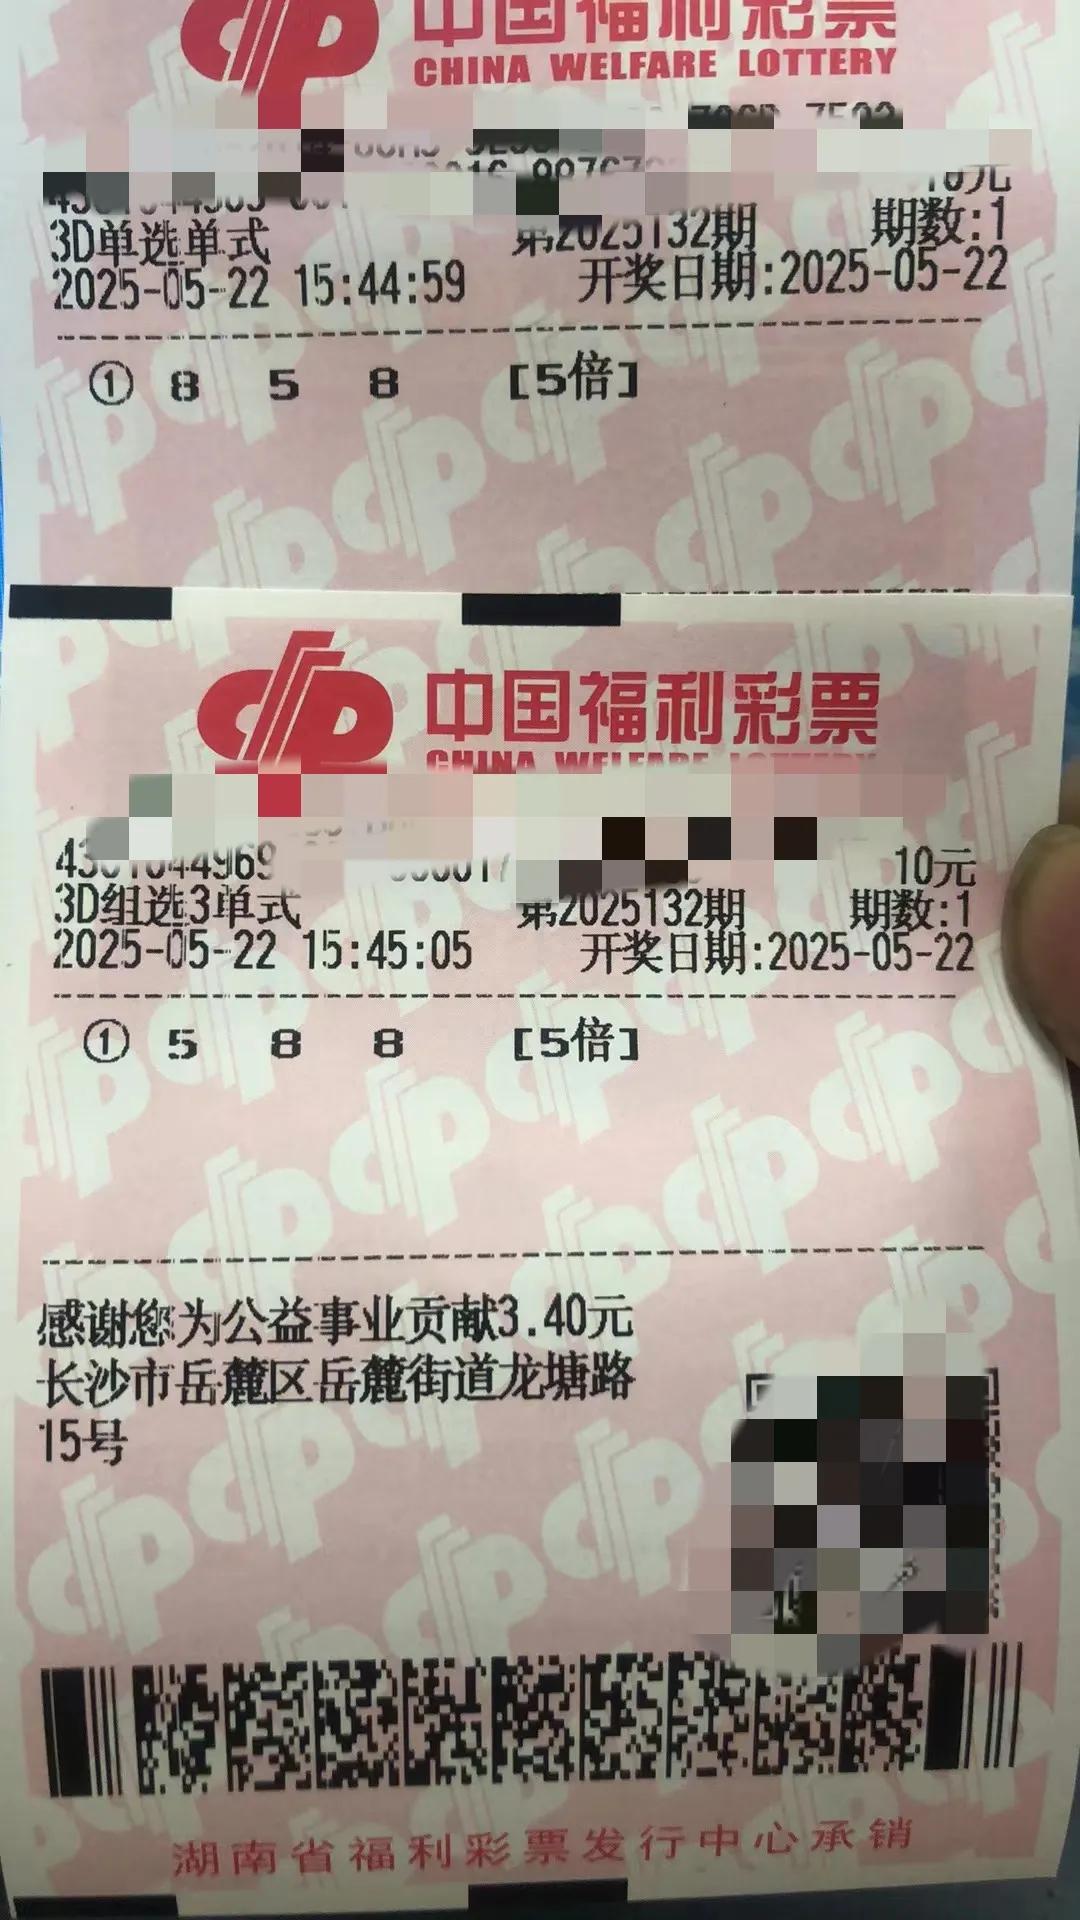 中国福利彩票
CHINA WELFARE LOTTERY
10元
3D单选单式 第2025132期 期数:1
2025-05-22 15:44:59 开奖日期:2025-05-22
① 8 5 8 [5倍]
中国福利彩票
CHINA WELFARE LOTTERY
10元
3D组选3单式 第2025132期 期数:1
2025-05-22 15:45:05 开奖日期:2025-05-22
① 5 8 8 [5倍]
感谢您为公益事业贡献3.40元
长沙市岳麓区岳麓街道龙塘路
15号
湖南省福利彩票发行中心承销